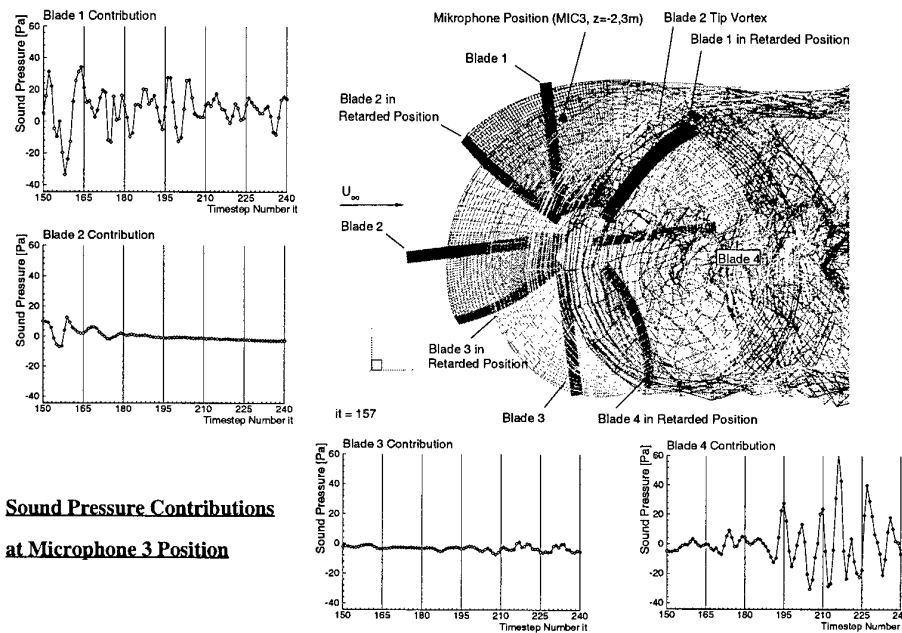 Blade 1 Contribution
Sound Pressure [Pa]
60
40
20
0
-20
-40
150 165 180 195 210 225 240
Timestep Number it
Blade 2 Contribution
Sound Pressure [Pa]
60
40
20
0
-20
-40
150 165 180 195 210 225 240
Timestep Number it
Mikrophone Position (MIC3, z=-2,3m)
Blade 2 Tip Vortex
Blade 1 in Retarded Position
Blade 1
Blade 2 in
Retarded Position
U∞
Blade 2
Blade 4
Blade 3 in
Retarded Position
it = 157
Blade 3
Blade 4 in Retarded Position
Sound Pressure Contributions
at Microphone 3 Position
Blade 3 Contribution
Sound Pressure [Pa]
60
40
20
0
-20
-40
150 165 180 195 210 225 240
Timestep Number it
Blade 4 Contribution
Sound Pressure [Pa]
60
40
20
0
-20
-40
150 165 180 195 210 225 240
Timestep Number